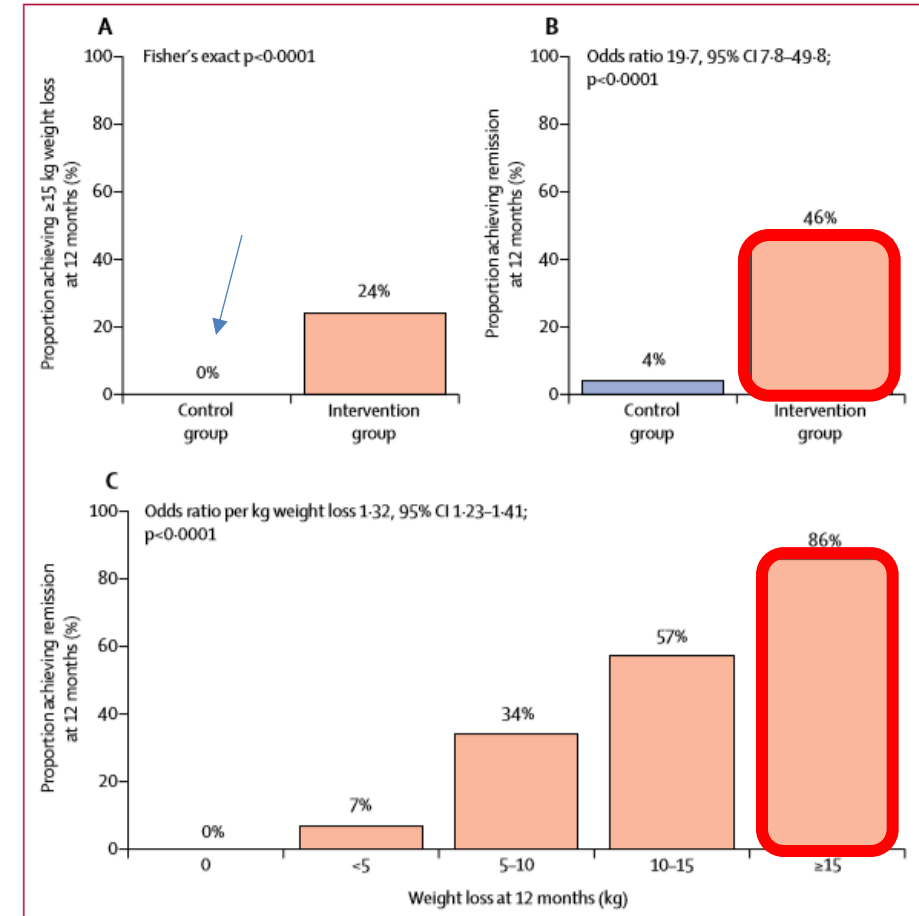 A
Fisher's exact p<0·0001
Proportion achieving ≥15 kg weight loss
at 12 months (%)
100
80
60
40
20
0
0%
24%
Control
group
Intervention
group
B
Odds ratio 19·7, 95% CI 7·8–49·8;
p<0·0001
Proportion achieving remission
at 12 months (%)
100
80
60
40
20
0
4%
46%
Control
group
Intervention
group
C
Odds ratio per kg weight loss 1·32, 95% CI 1·23–1·41;
p<0·0001
Proportion achieving remission
at 12 months (%)
100
80
60
40
20
0
0%
7%
34%
57%
86%
0
<5
5–10
10–15
≥15
Weight loss at 12 months (kg)